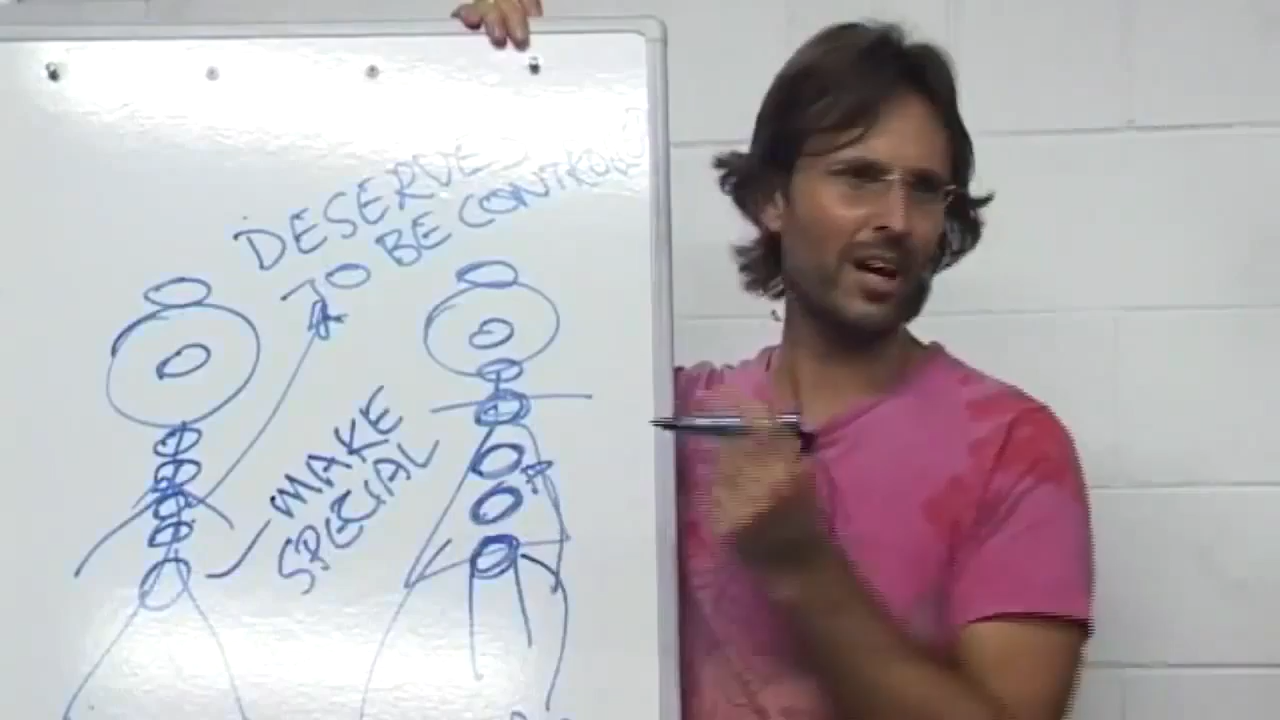 DESERVE
TO BE CONTROL
MAKE
SPECIAL
A